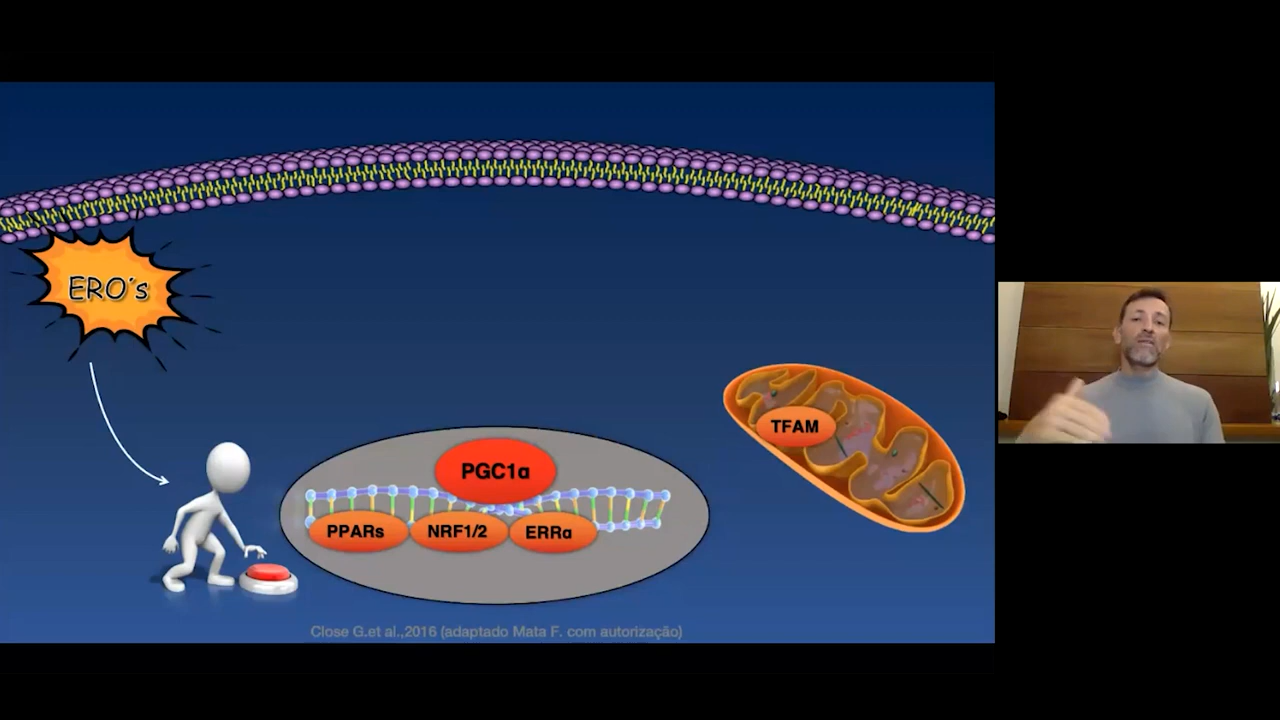 ERO´s
TFAM
PGC1α
PPARs
NRF1/2
ERRα
Close G.et al.,2016 (adaptado Mata F. com autorização)